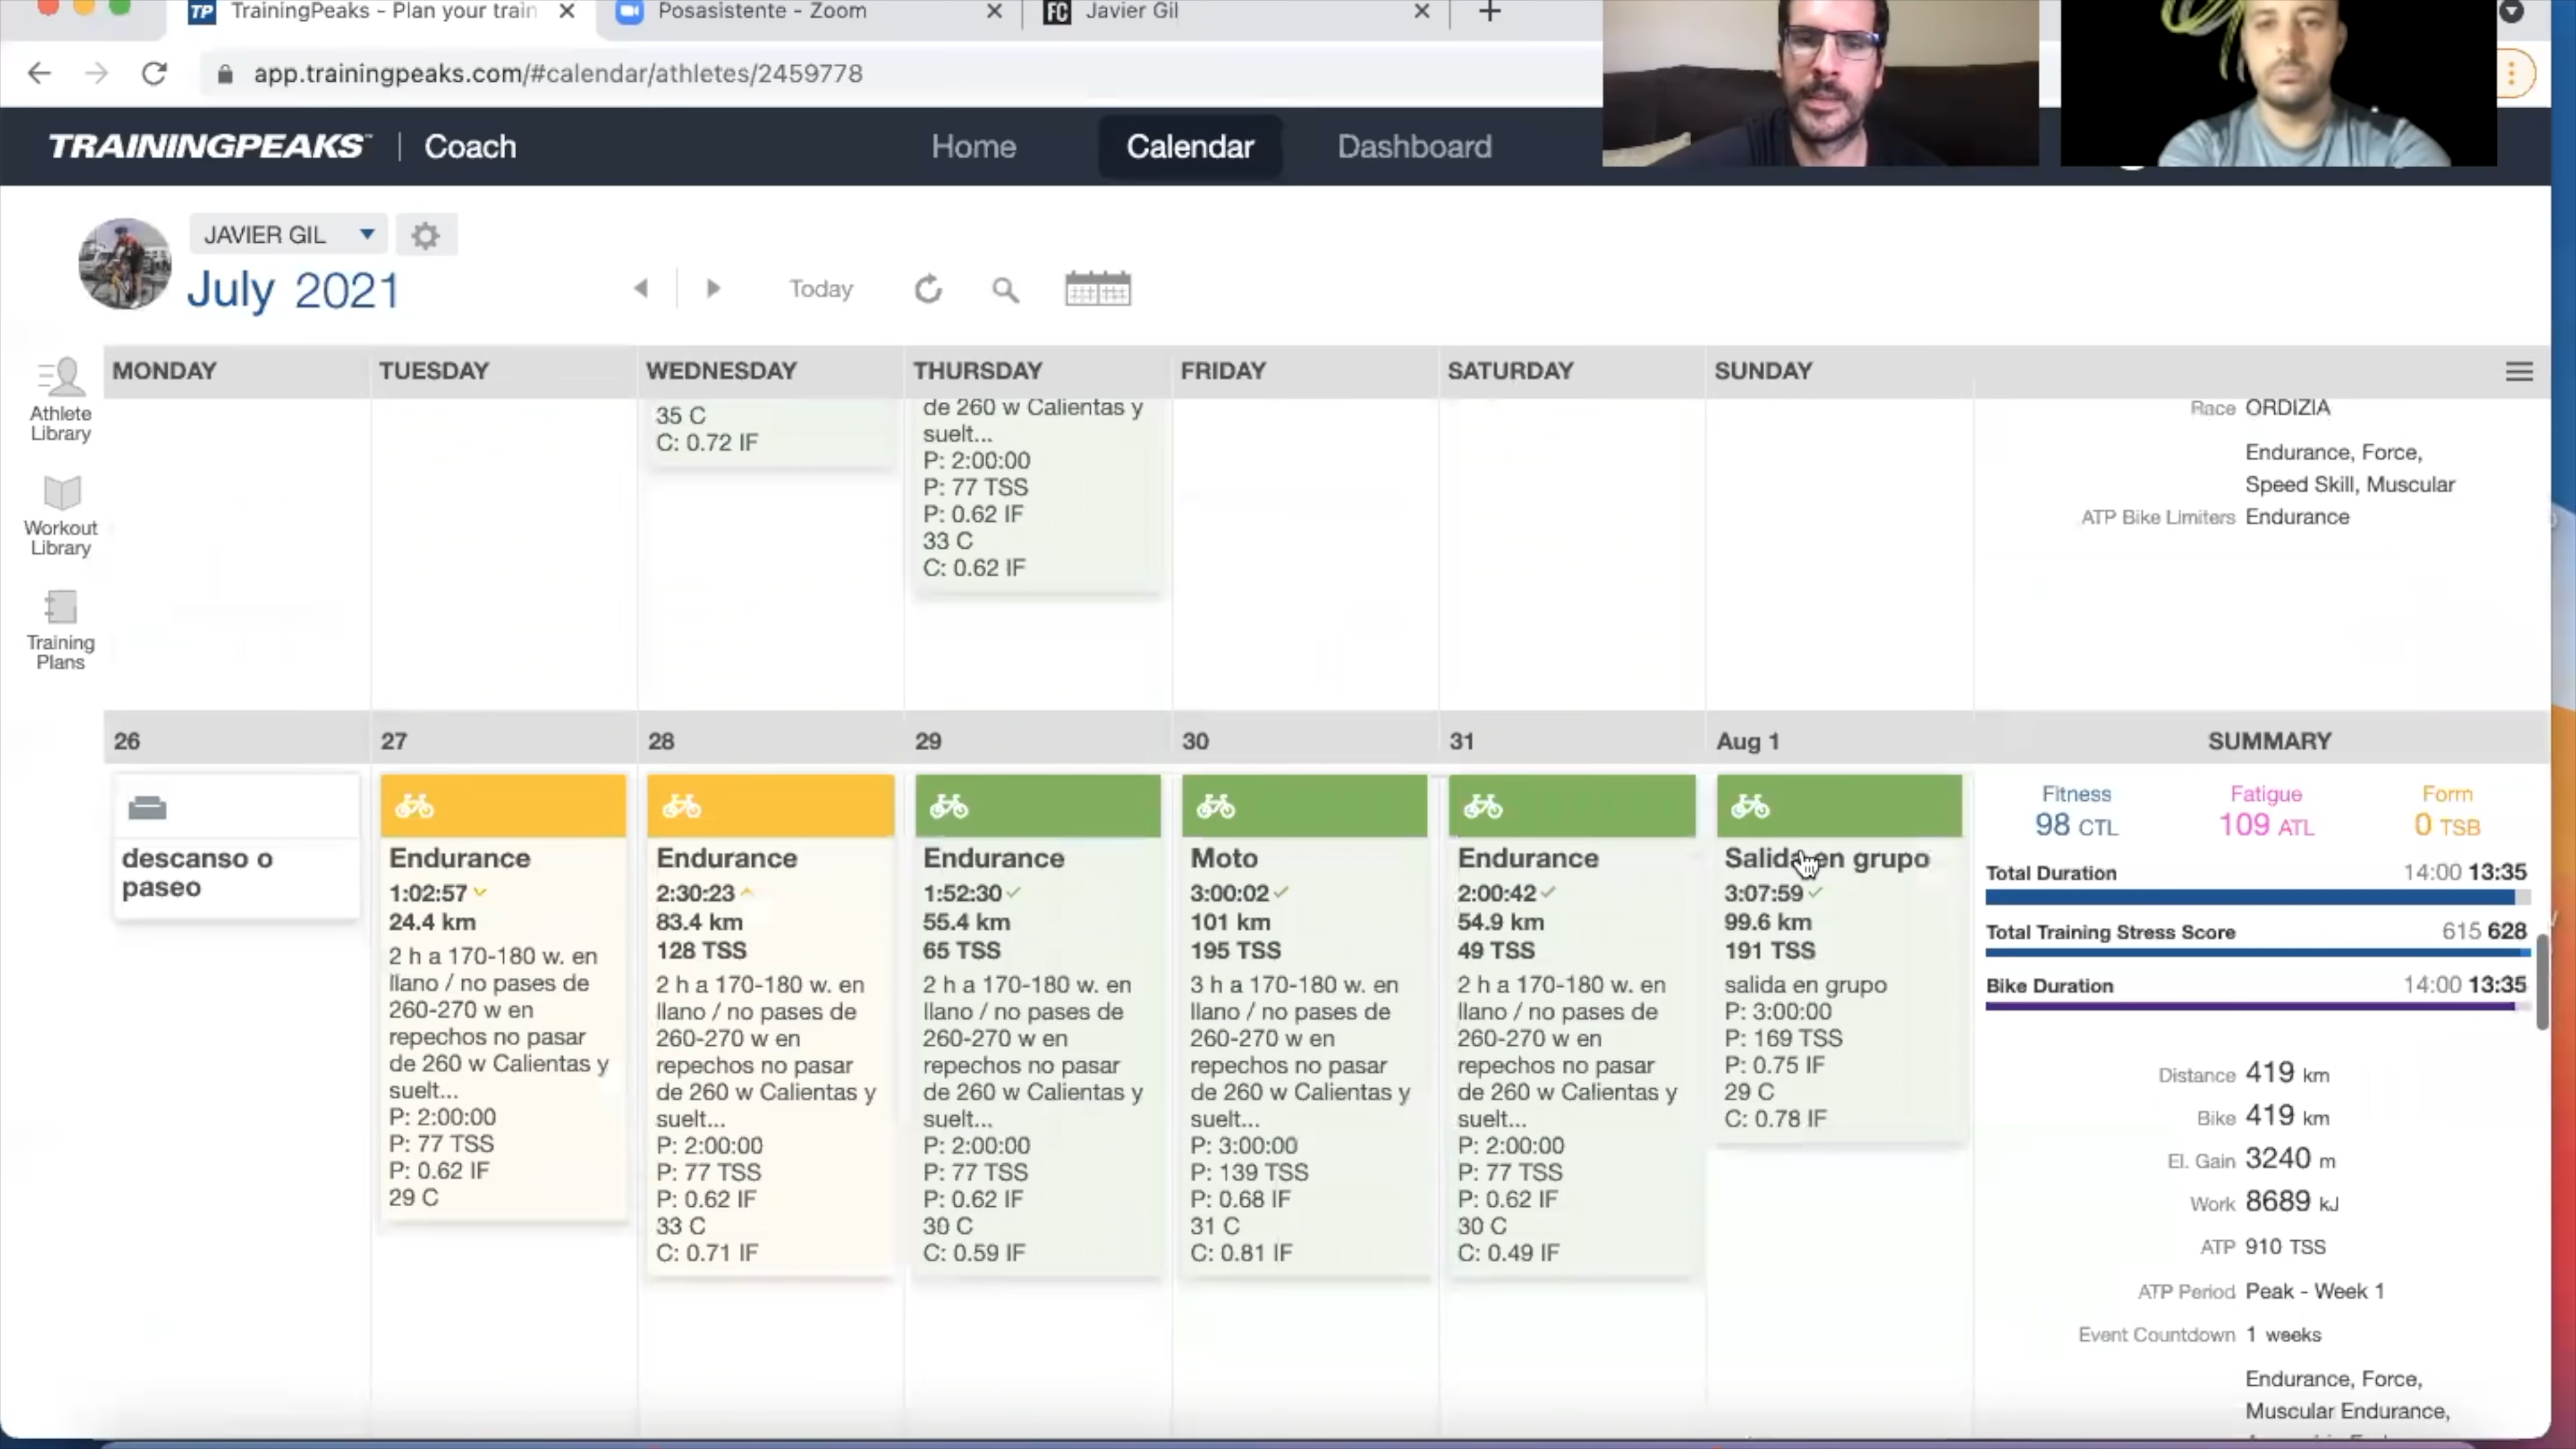 TP TrainingPeaks - Plan your train
Posasistente - Zoom
FC Javier Gil
app.trainingpeaks.com/#calendar/athletes/2459778
TRAININGPEAKS™ | Coach
Home
Calendar
Dashboard
JAVIER GIL
July 2021
Today
Athlete
Library
Workout
Library
Training
Plans
MONDAY
TUESDAY
WEDNESDAY
THURSDAY
FRIDAY
SATURDAY
SUNDAY
35 C
C: 0.72 IF
de 260 w Calientas y
suelt...
P: 2:00:00
P: 77 TSS
P: 0.62 IF
33 C
C: 0.62 IF
Race ORDIZIA
Endurance, Force,
Speed Skill, Muscular
ATP Bike Limiters Endurance
26
27
28
29
30
31
Aug 1
SUMMARY
descanso o
paseo
Endurance
1:02:57
24.4 km
2 h a 170-180 w. en
llano / no pases de
260-270 w en
repechos no pasar
de 260 w Calientas y
suelt...
P: 2:00:00
P: 77 TSS
P: 0.62 IF
29 C
Endurance
2:30:23
83.4 km
128 TSS
2 h a 170-180 w. en
llano / no pases de
260-270 w en
repechos no pasar
de 260 w Calientas y
suelt...
P: 2:00:00
P: 77 TSS
P: 0.62 IF
33 C
C: 0.71 IF
Endurance
1:52:30
55.4 km
65 TSS
2 h a 170-180 w. en
llano / no pases de
260-270 w en
repechos no pasar
de 260 w Calientas y
suelt...
P: 2:00:00
P: 77 TSS
P: 0.62 IF
30 C
C: 0.59 IF
Moto
3:00:02
101 km
195 TSS
3 h a 170-180 w. en
llano / no pases de
260-270 w en
repechos no pasar
de 260 w Calientas y
suelt...
P: 3:00:00
P: 139 TSS
P: 0.68 IF
31 C
C: 0.81 IF
Endurance
2:00:42
54.9 km
49 TSS
2 h a 170-180 w. en
llano / no pases de
260-270 w en
repechos no pasar
de 260 w Calientas y
suelt...
P: 2:00:00
P: 77 TSS
P: 0.62 IF
30 C
C: 0.49 IF
Salida en grupo
3:07:59
99.6 km
191 TSS
salida en grupo
P: 3:00:00
P: 169 TSS
P: 0.75 IF
29 C
C: 0.78 IF
Fitness
98 CTL
Fatigue
109 ATL
Form
0 TSB
Total Duration 14:00 13:35
Total Training Stress Score 615 628
Bike Duration 14:00 13:35
Distance 419 km
Bike 419 km
El. Gain 3240 m
Work 8689 kJ
ATP 910 TSS
ATP Period Peak - Week 1
Event Countdown 1 weeks
Endurance, Force,
Muscular Endurance,